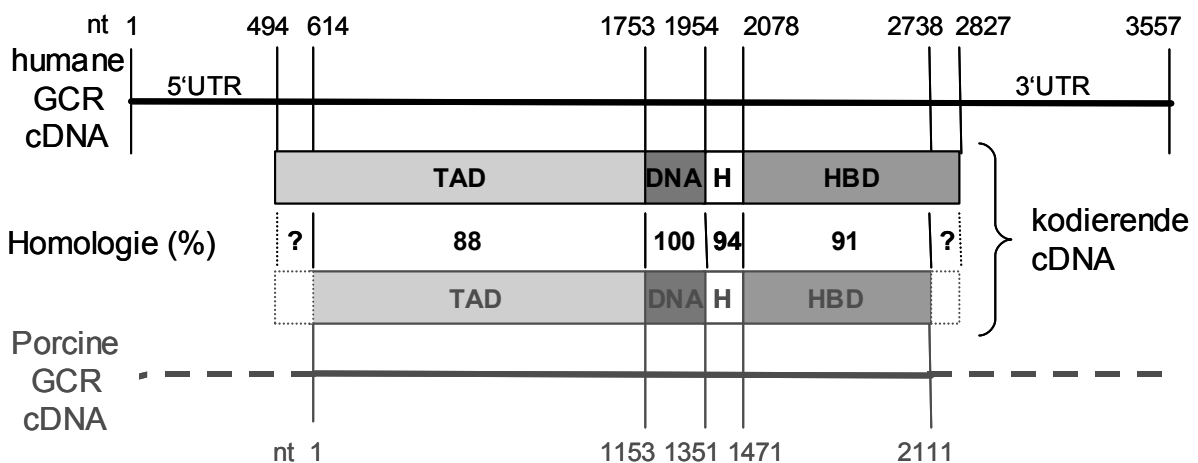 nt 1 494 614 1753 1954 2078 2738 2827 3557
humane
GCR
cDNA
5‘UTR 3‘UTR
TAD DNA H HBD
Homologie (%) ? 88 100 94 91 ?
kodierende
cDNA
TAD DNA H HBD
Porcine
GCR
cDNA
nt 1 1153 1351 1471 2111